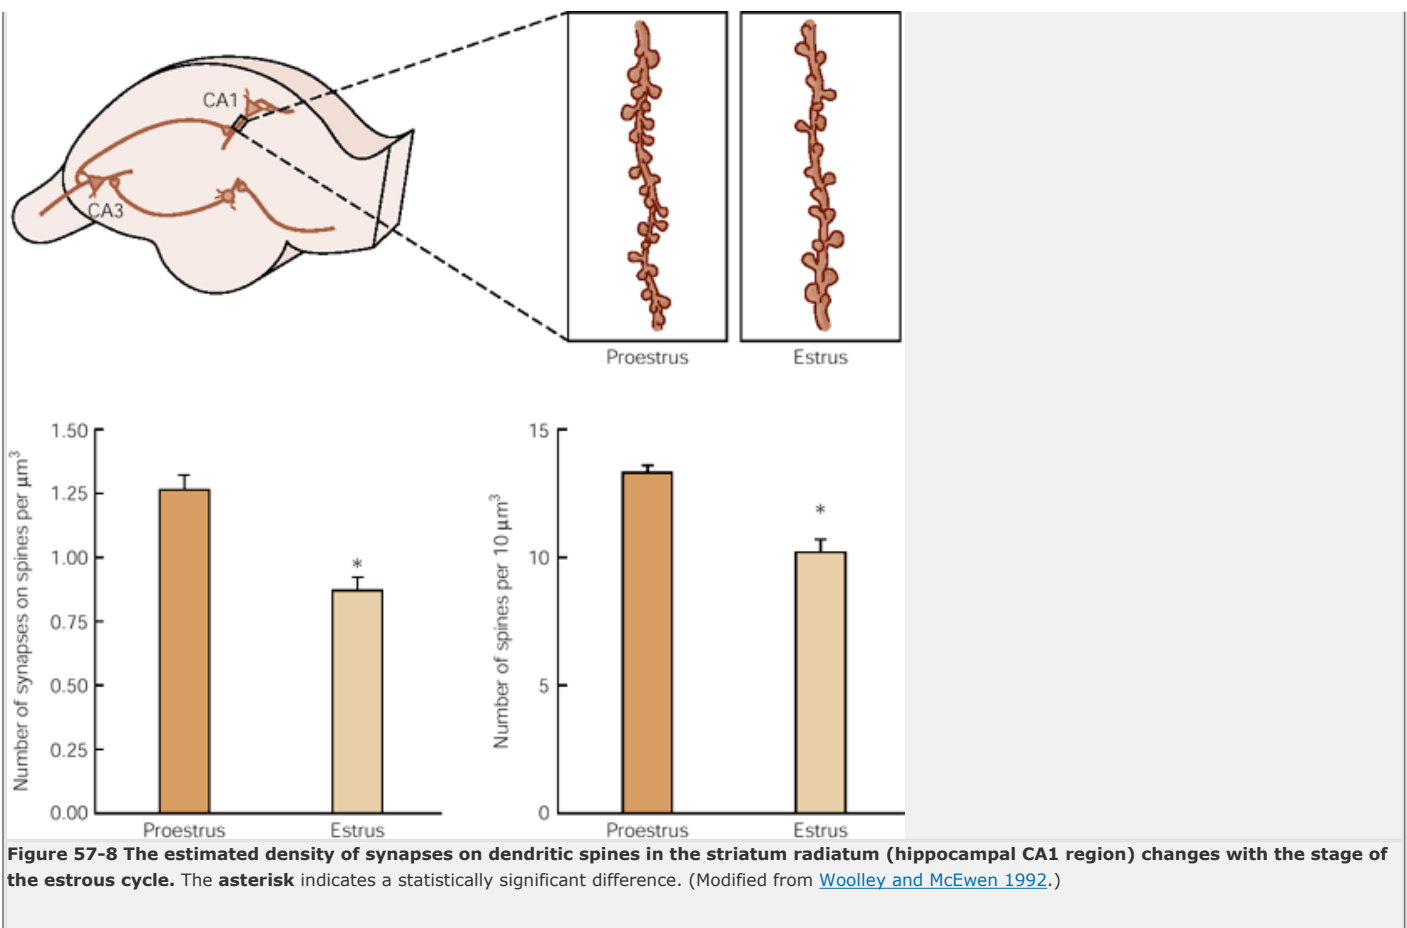 CA1
CA3
Proestrus
Estrus
Number of synapses on spines per μm³
1.50
1.25
1.00
0.75
0.50
0.25
0.00
*
Proestrus
Estrus
Number of spines per 10 μm³
15
10
5
0
*
Proestrus
Estrus
Figure 57-8 The estimated density of synapses on dendritic spines in the striatum radiatum (hippocampal CA1 region) changes with the stage of
the estrous cycle. The asterisk indicates a statistically significant difference. (Modified from Woolley and McEwen 1992.)